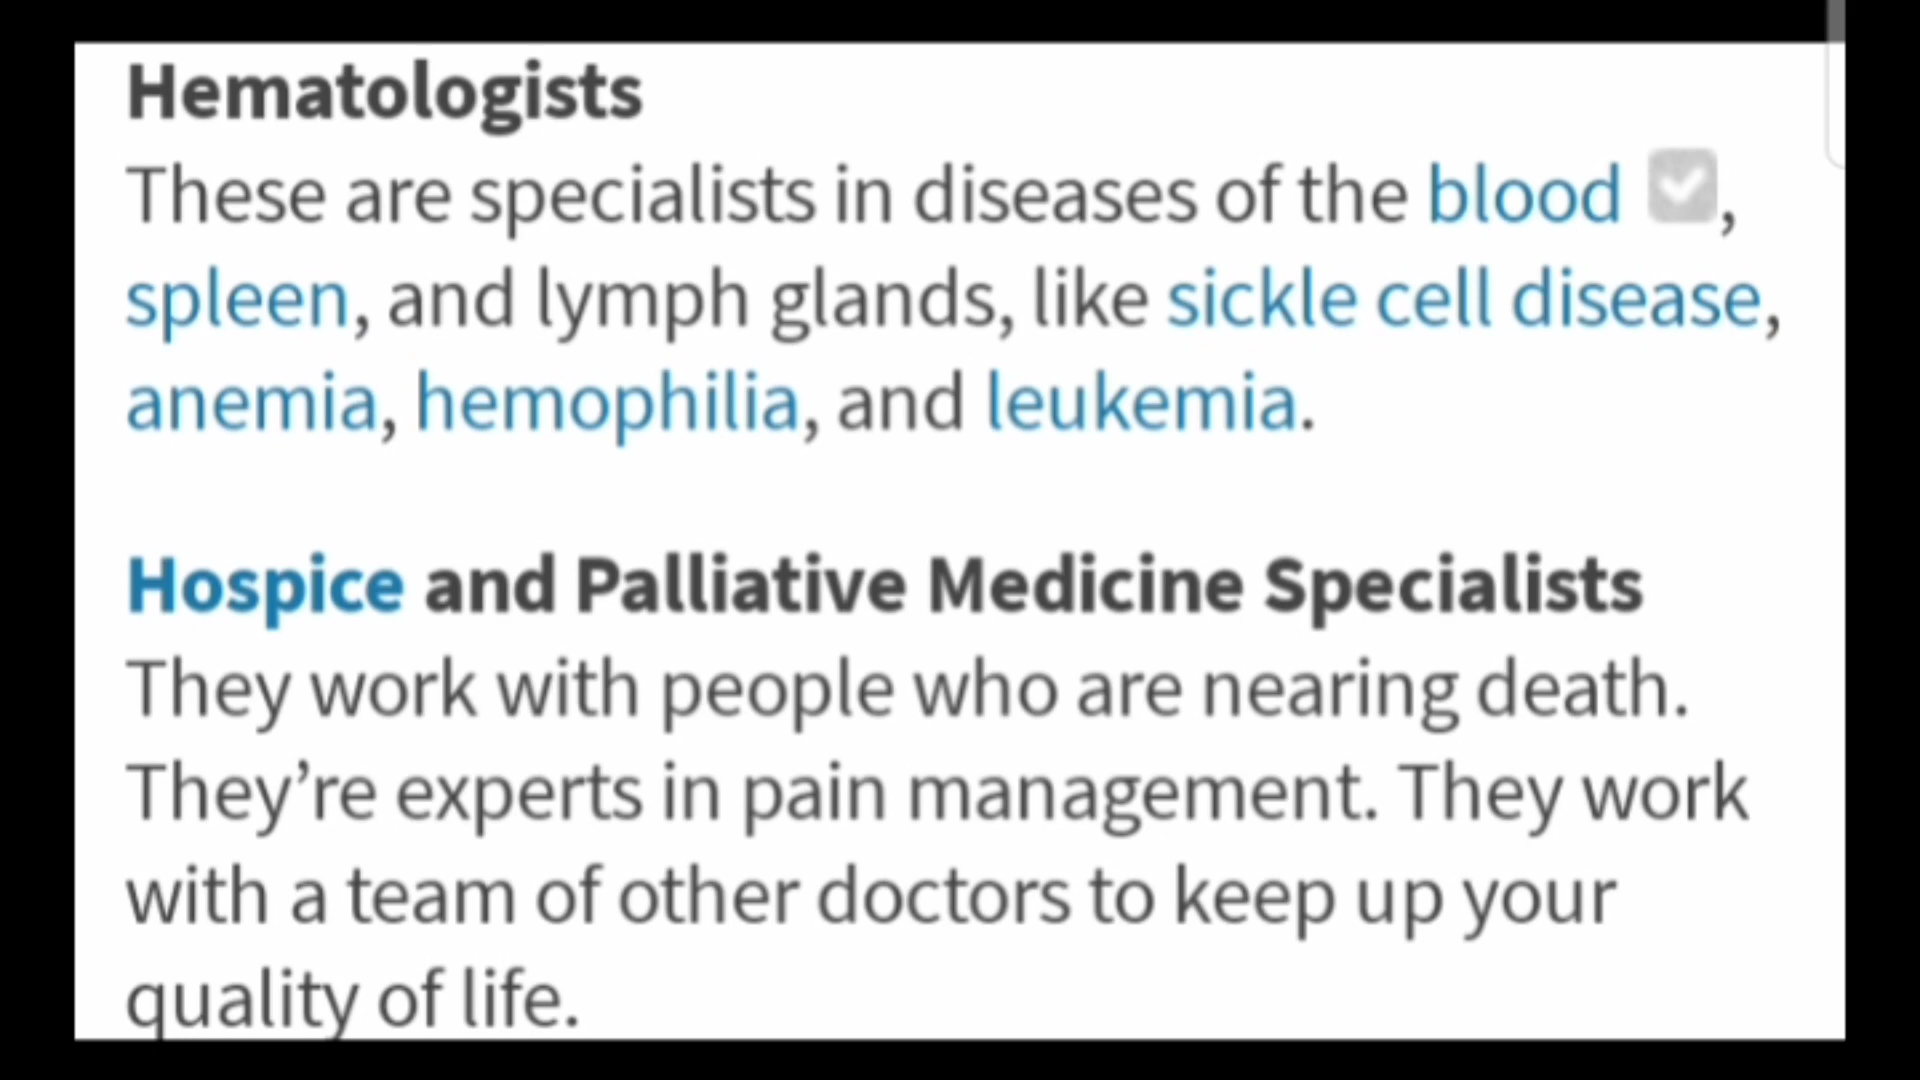 Hematologists
These are specialists in diseases of the blood ,
spleen, and lymph glands, like sickle cell disease,
anemia, hemophilia, and leukemia.
Hospice and Palliative Medicine Specialists
They work with people who are nearing death.
They’re experts in pain management. They work
with a team of other doctors to keep up your
quality of life.